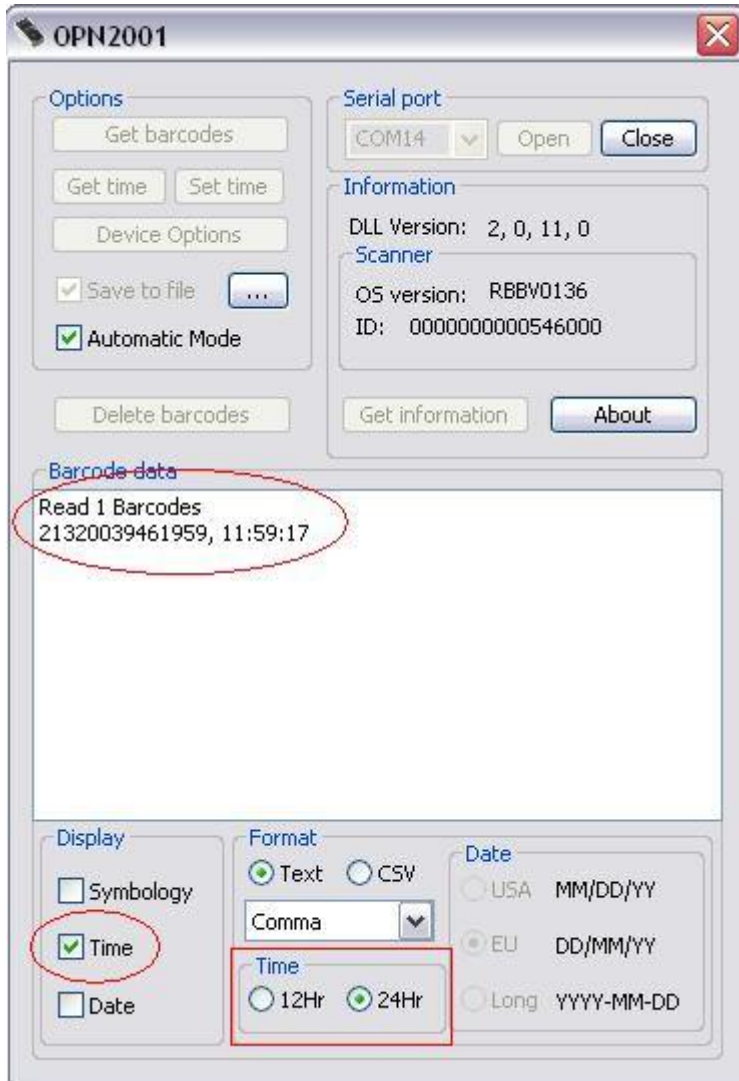 OPN2001
Options
Get barcodes
Get time Set time
Device Options
Save to file ...
Automatic Mode
Delete barcodes
Serial port
COM14 Open Close
Information
DLL Version: 2, 0, 11, 0
Scanner
OS version: RBBV0136
ID: 0000000000546000
Get information About
Barcode data
Read 1 Barcodes
21320039461959, 11:59:17
Display
Symbology
Time
Date
Format
Text CSV
Comma
Time
12Hr 24Hr
Date
USA MM/DD/YY
EU DD/MM/YY
Long YYYY-MM-DD